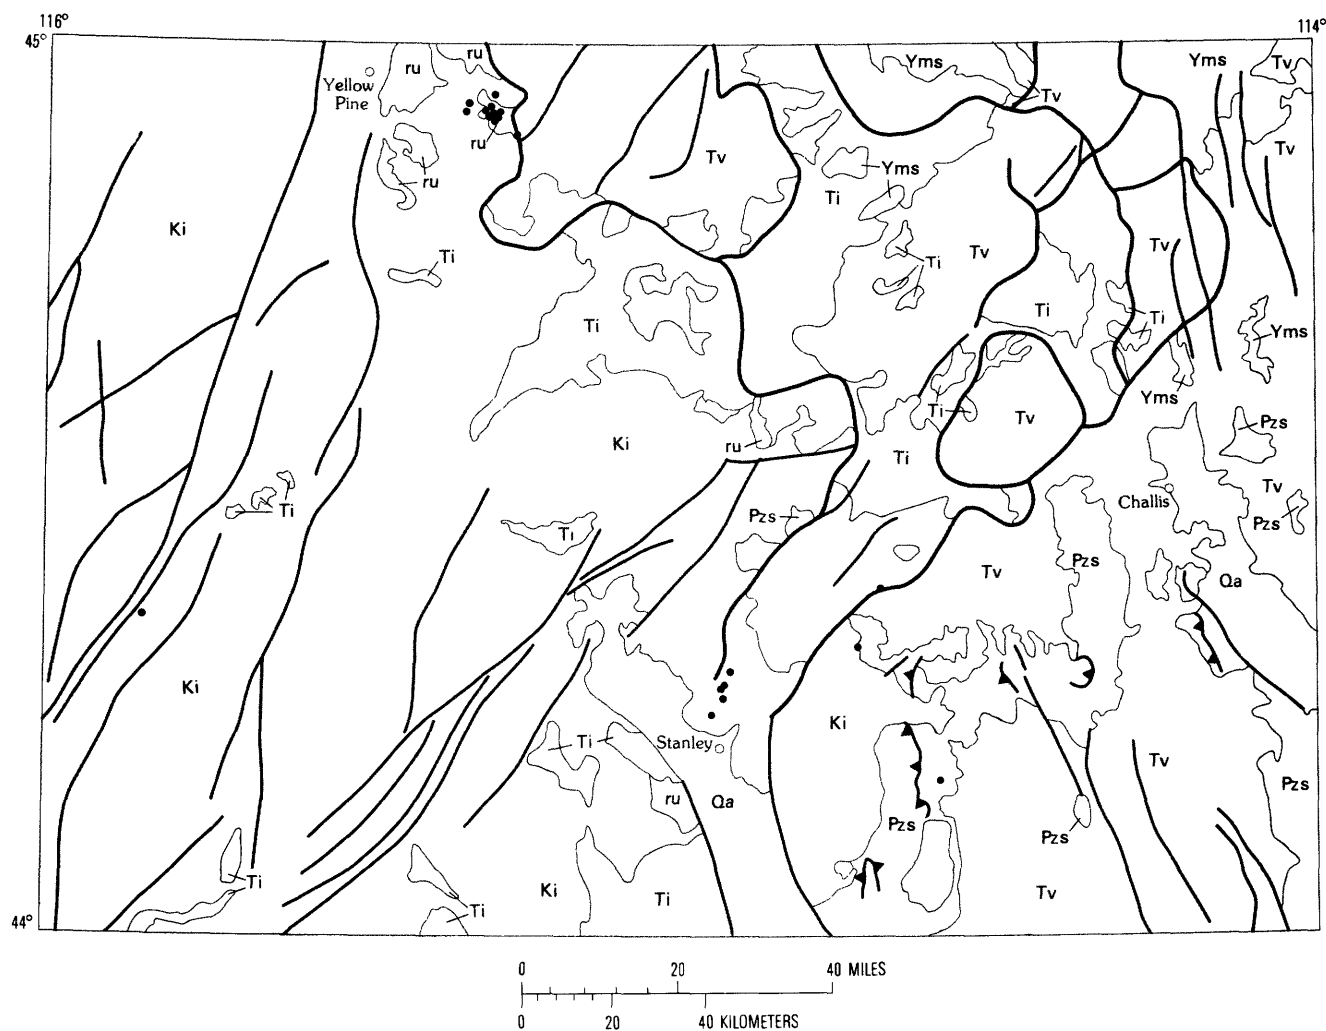 116°
114°
45°
ru
ru
Yms
Yms
Tv
Yellow
Pine
Tv
ru
Tv
Tv
Yms
ru
Ti
Ki
Tv
Tv
Ti
Ti
Ti
Ti
Ti
Yms
Yms
Ti
Tv
Pzs
ru
Ki
Ti
Tv
Challis
Ti
Pzs
Pzs
Ti
Tv
Pzs
Qa
Ki
Ki
Stanley
Ti
Tv
ru
Qa
Pzs
Pzs
Pzs
Ti
Ki
Ti
Tv
Ti
44°
0 20 40 MILES
0 20 40 KILOMETERS